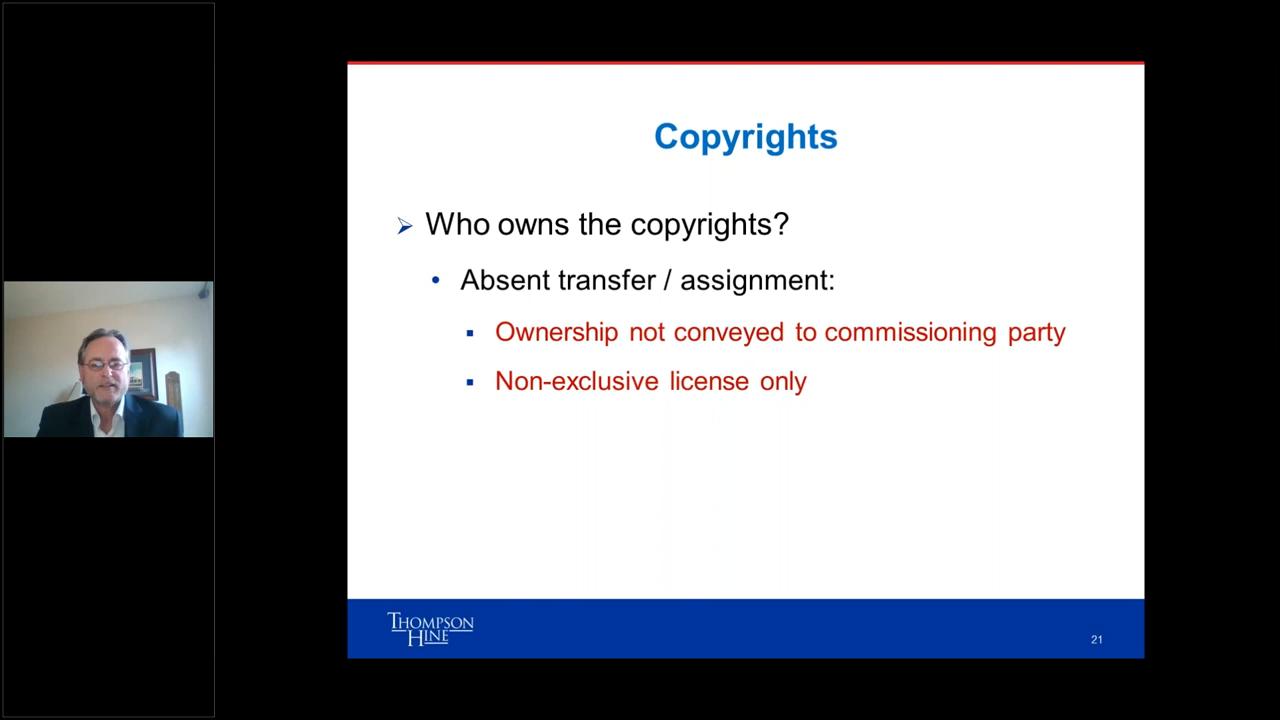 Copyrights
Who owns the copyrights?
Absent transfer / assignment:
Ownership not conveyed to commissioning party
Non-exclusive license only
THOMPSON
HINE
21